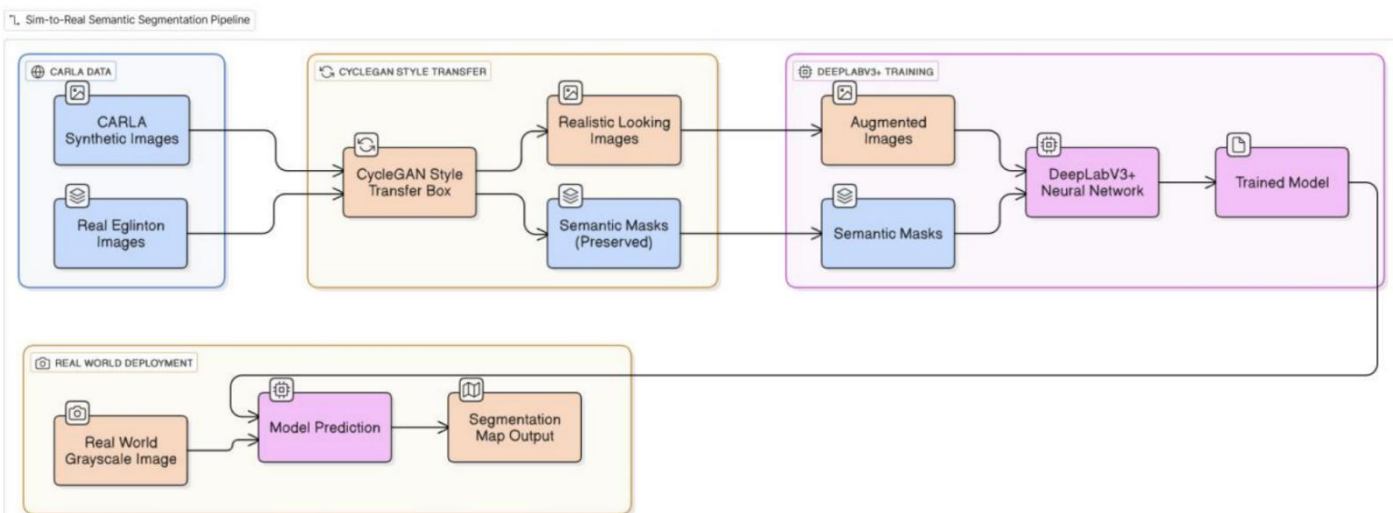 Sim-to-Real Semantic Segmentation Pipeline
CARLA DATA
CARLA
Synthetic Images
Real Eglinton
Images
CYCLEGAN STYLE TRANSFER
CycleGAN Style
Transfer Box
Realistic Looking
Images
Semantic Masks
(Preserved)
DEEPLABV3+ TRAINING
Augmented
Images
Semantic Masks
DeepLabV3+
Neural Network
Trained Model
REAL WORLD DEPLOYMENT
Real World
Grayscale Image
Model Prediction
Segmentation
Map Output